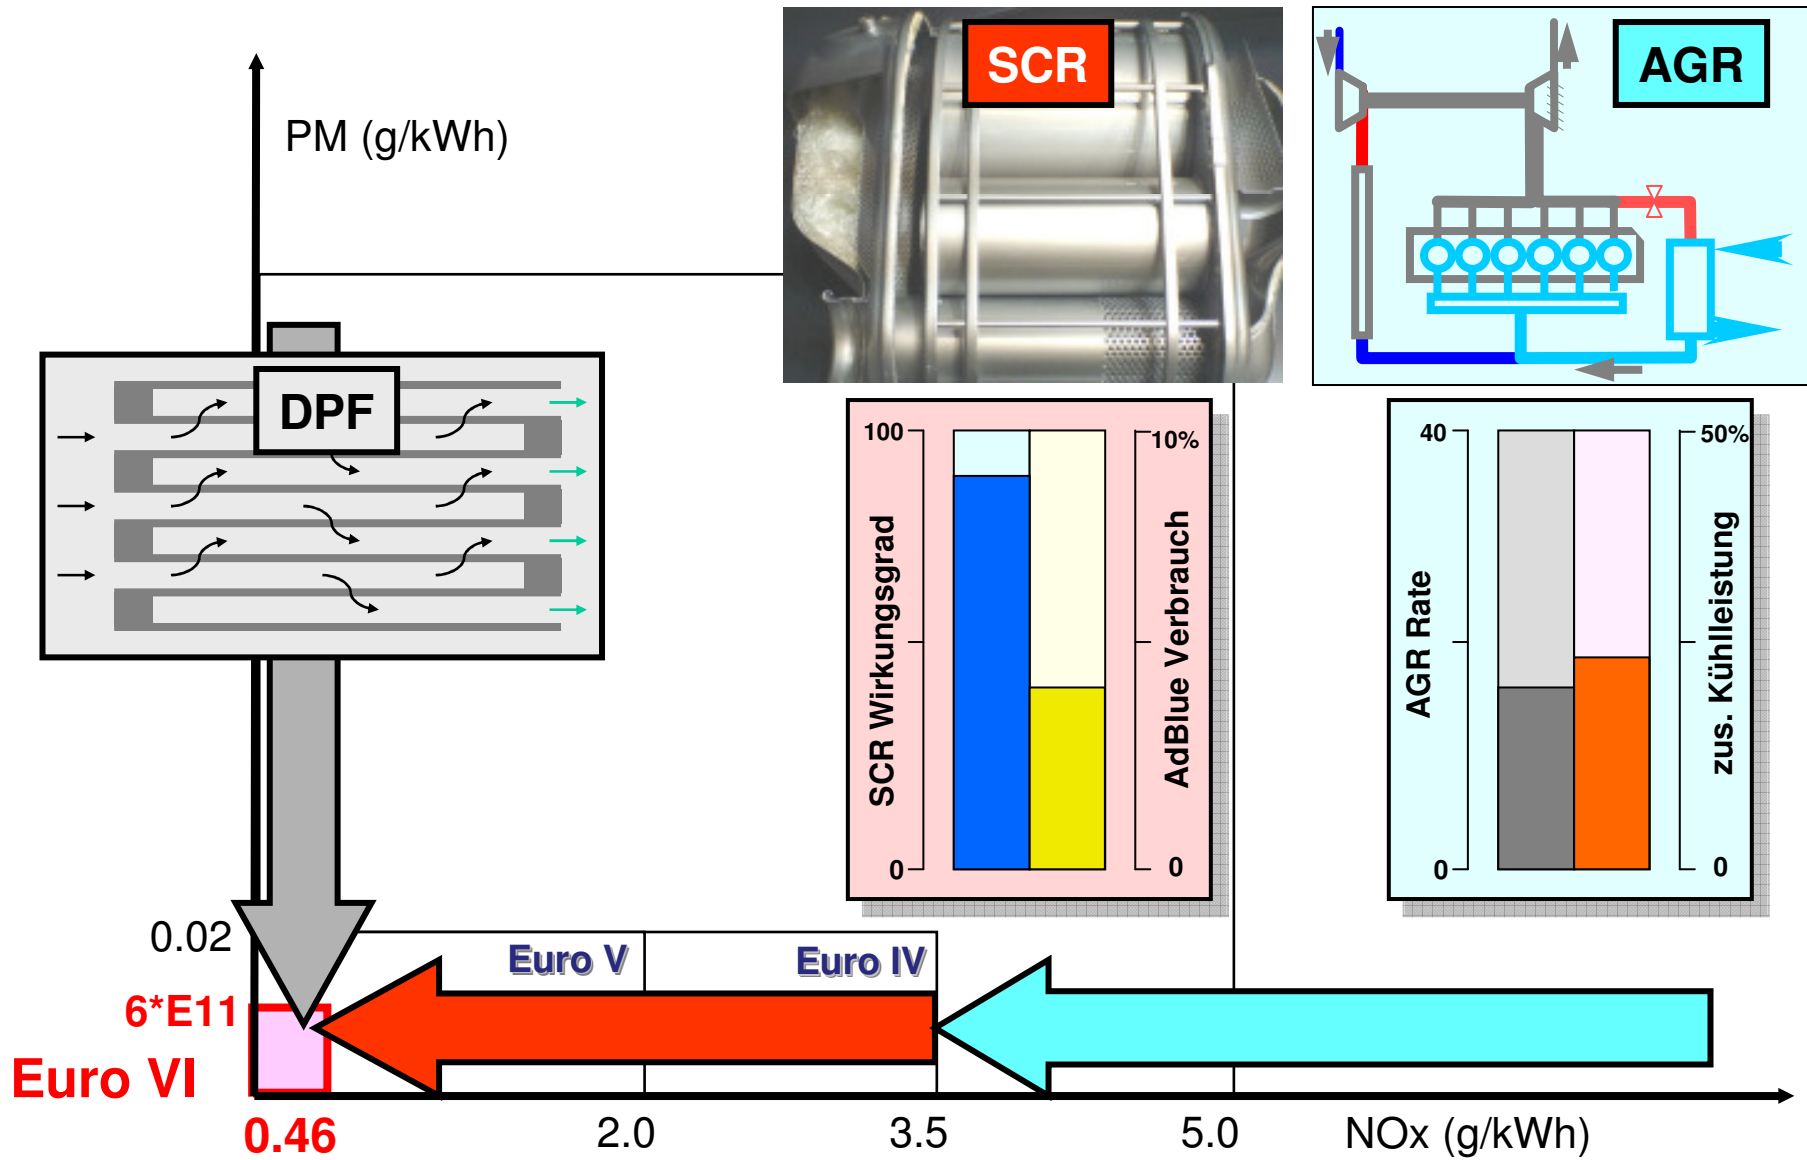 PM (g/kWh)
SCR
AGR
DPF
100
10%
SCR Wirkungsgrad
AdBlue Verbrauch
0
0
40
50%
AGR Rate
zus. Kühlleistung
0
0
0.02
Euro V
Euro IV
6*E11
Euro VI
0.46
2.0
3.5
5.0
NOx (g/kWh)